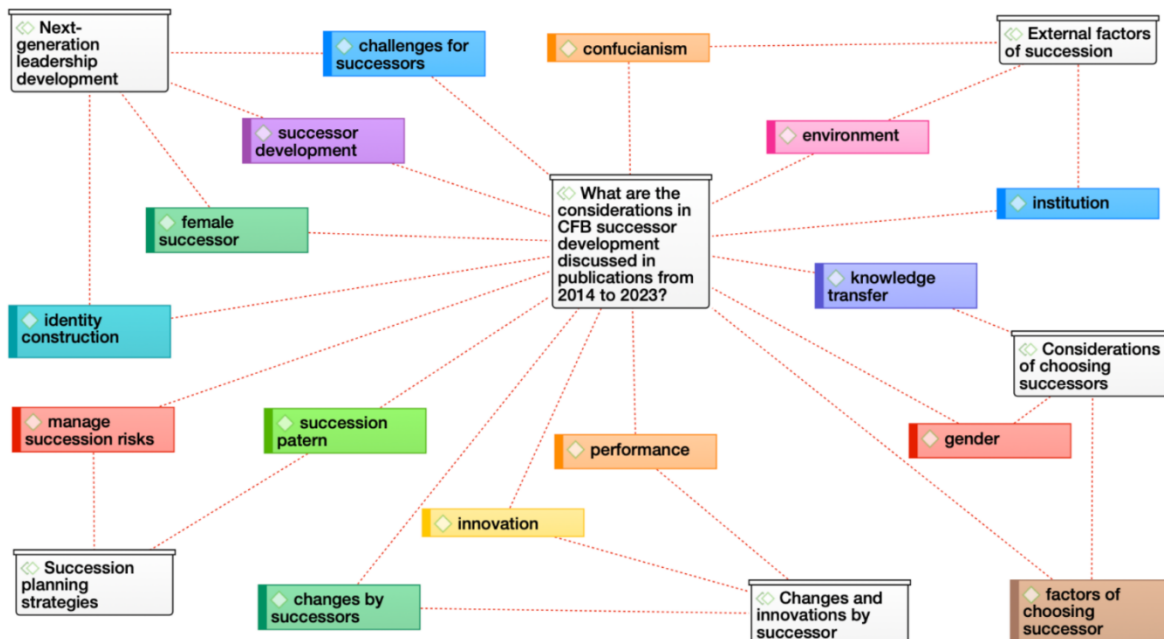 Next-
generation
leadership
development
challenges for
successors
confucianism
External factors
of succession
successor
development
environment
What are the
considerations in
CFB successor
development
discussed in
publications from
2014 to 2023?
female
successor
institution
knowledge
transfer
identity
construction
Considerations
of choosing
successors
manage
succession risks
succession
patern
performance
gender
innovation
Succession
planning
strategies
changes by
successors
Changes and
innovations by
successor
factors of
choosing
successor